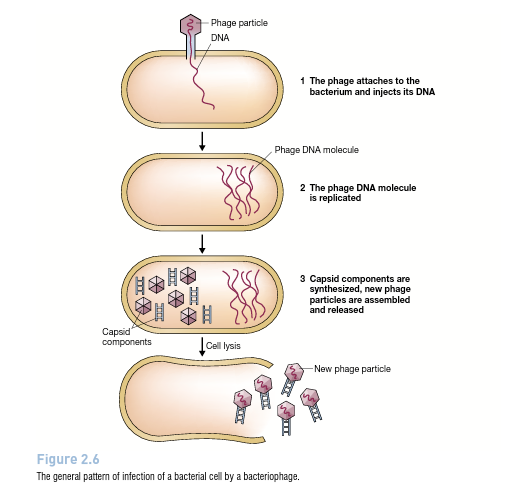 Phage particle
DNA
1 The phage attaches to the
bacterium and injects its DNA
Phage DNA molecule
2 The phage DNA molecule
is replicated
3 Capsid components are
synthesized, new phage
particles are assembled
and released
Capsid
components
Cell lysis
New phage particle
Figure 2.6
The general pattern of infection of a bacterial cell by a bacteriophage.